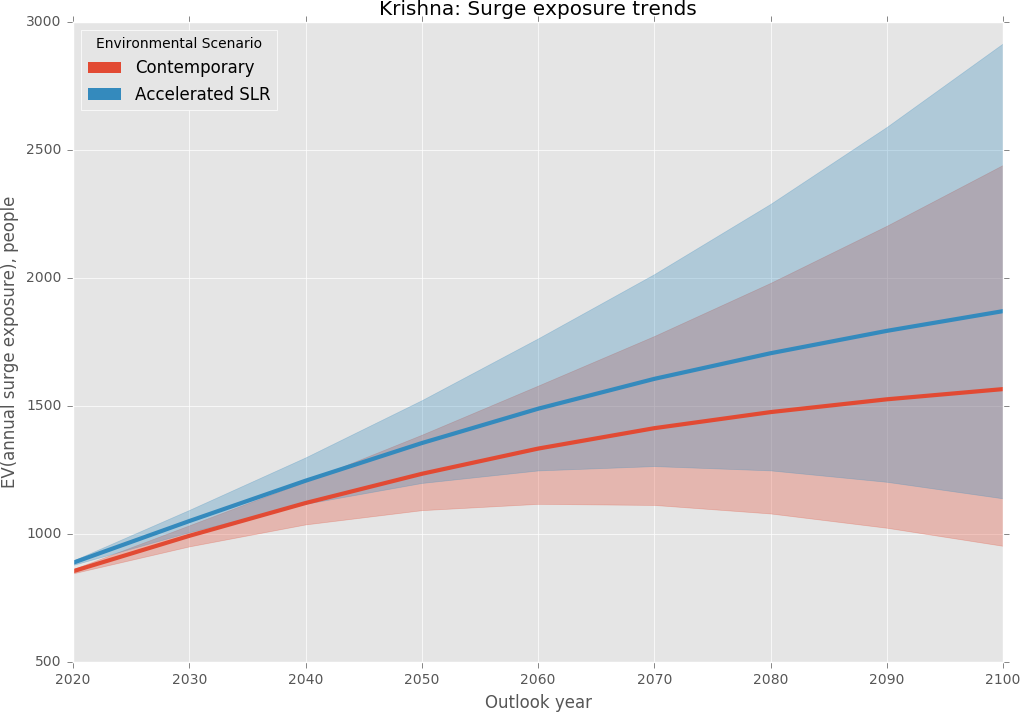 Krishna: Surge exposure trends
3000
2500
2000
1500
1000
500
EV(annual surge exposure), people
Environmental Scenario
Contemporary
Accelerated SLR
2020 2030 2040 2050 2060 2070 2080 2090 2100
Outlook year